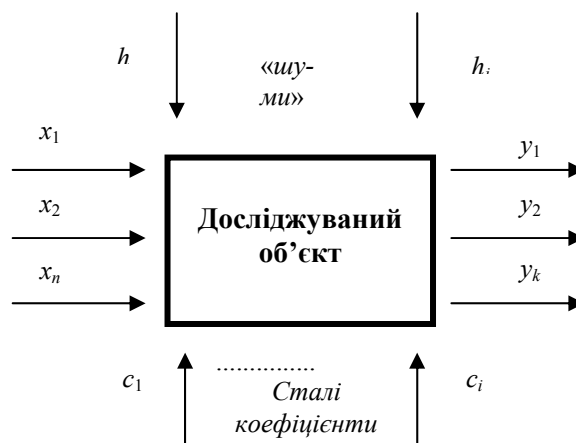 h
«шу-
ми»
hᵢ
x₁
x₂
xₙ
Досліджуваний
об’єкт
y₁
y₂
yₖ
c₁
..............
Сталі
коефіцієнти
cᵢ